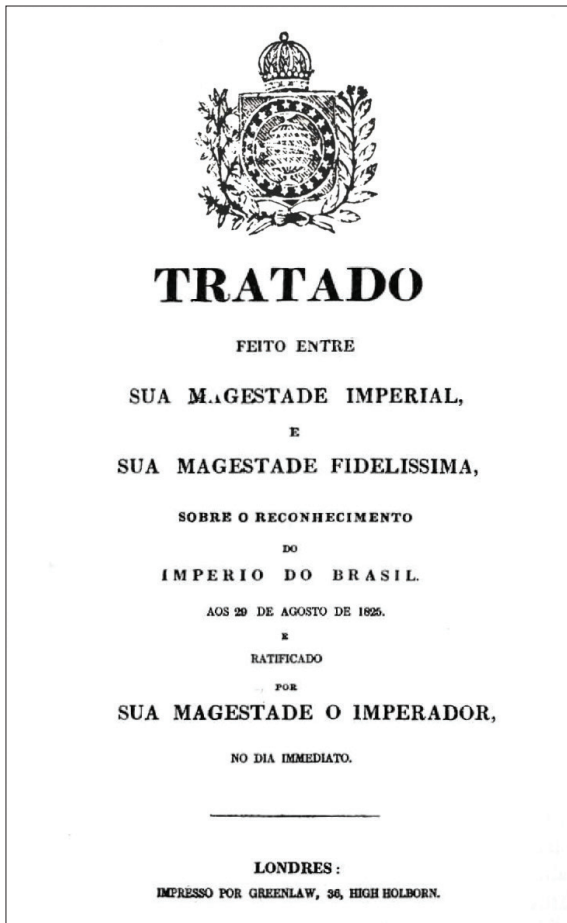 TRATADO
FEITO ENTRE
SUA MAGESTADE IMPERIAL,
E
SUA MAGESTADE FIDELISSIMA,
SOBRE O RECONHECIMENTO
DO
IMPERIO DO BRASIL.
AOS 29 DE AGOSTO DE 1825.
E
RATIFICADO
POR
SUA MAGESTADE O IMPERADOR,
NO DIA IMMEDIATO.
LONDRES:
IMPRESSO POR GREENLAW, 36, HIGH HOLBORN.